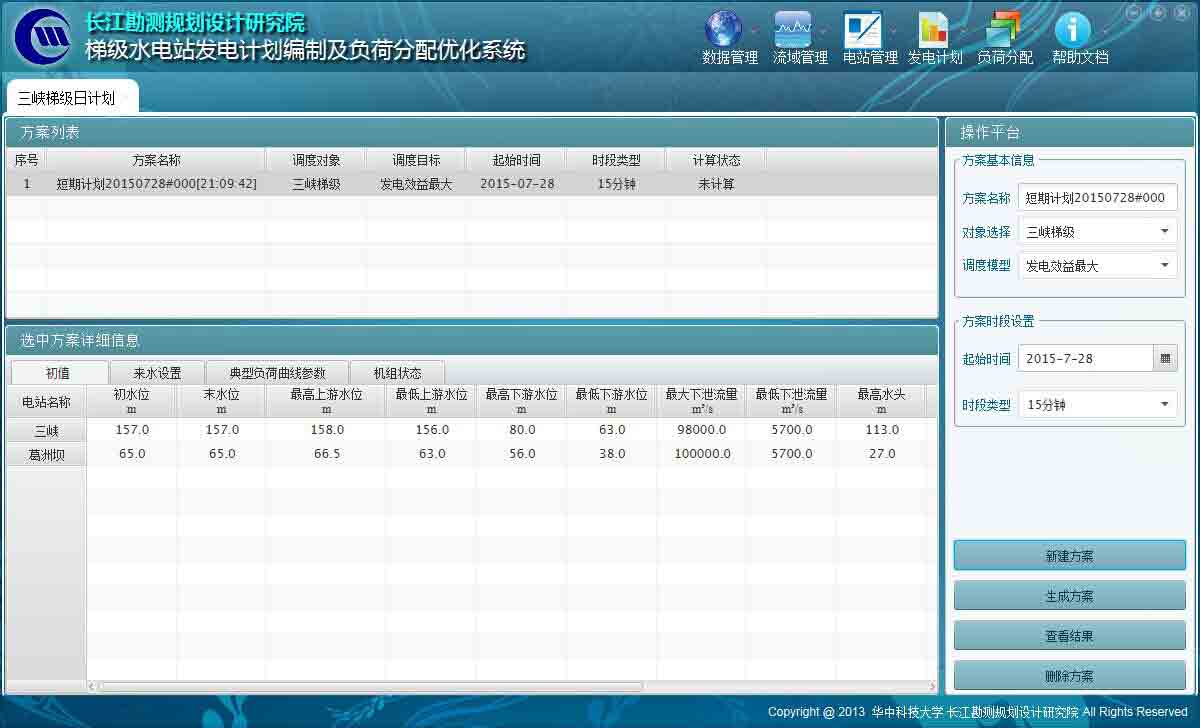 长江勘测规划设计研究院
梯级水电站发电计划编制及负荷分配优化系统
数据管理 流域管理 电站管理 发电计划 负荷分配 帮助文档
三峡梯级日计划
方案列表
序号 方案名称 调度对象 调度目标 起始时间 时段类型 计算状态
1 短期计划20150728#000[21:09:42] 三峡梯级 发电效益最大 2015-07-28 15分钟 未计算
选中方案详细信息
初值 来水设置 典型负荷曲线参数 机组状态
电站名称 初水位 m 末水位 m 最高上游水位 m 最低上游水位 m 最高下游水位 m 最低下游水位 m 最大下泄流量 m³/s 最低下泄流量 m³/s 最高水头 m
三峡 157.0 157.0 158.0 156.0 80.0 63.0 98000.0 5700.0 113.0
葛洲坝 65.0 65.0 66.5 63.0 56.0 38.0 100000.0 5700.0 27.0
操作平台
方案基本信息
方案名称 短期计划20150728#000
对象选择 三峡梯级
调度模型 发电效益最大
方案时段设置
起始时间 2015-7-28
时段类型 15分钟
新建方案
生成方案
查看结果
删除方案
Copyright @ 2013 华中科技大学 长江勘测规划设计研究院 All Rights Reserved